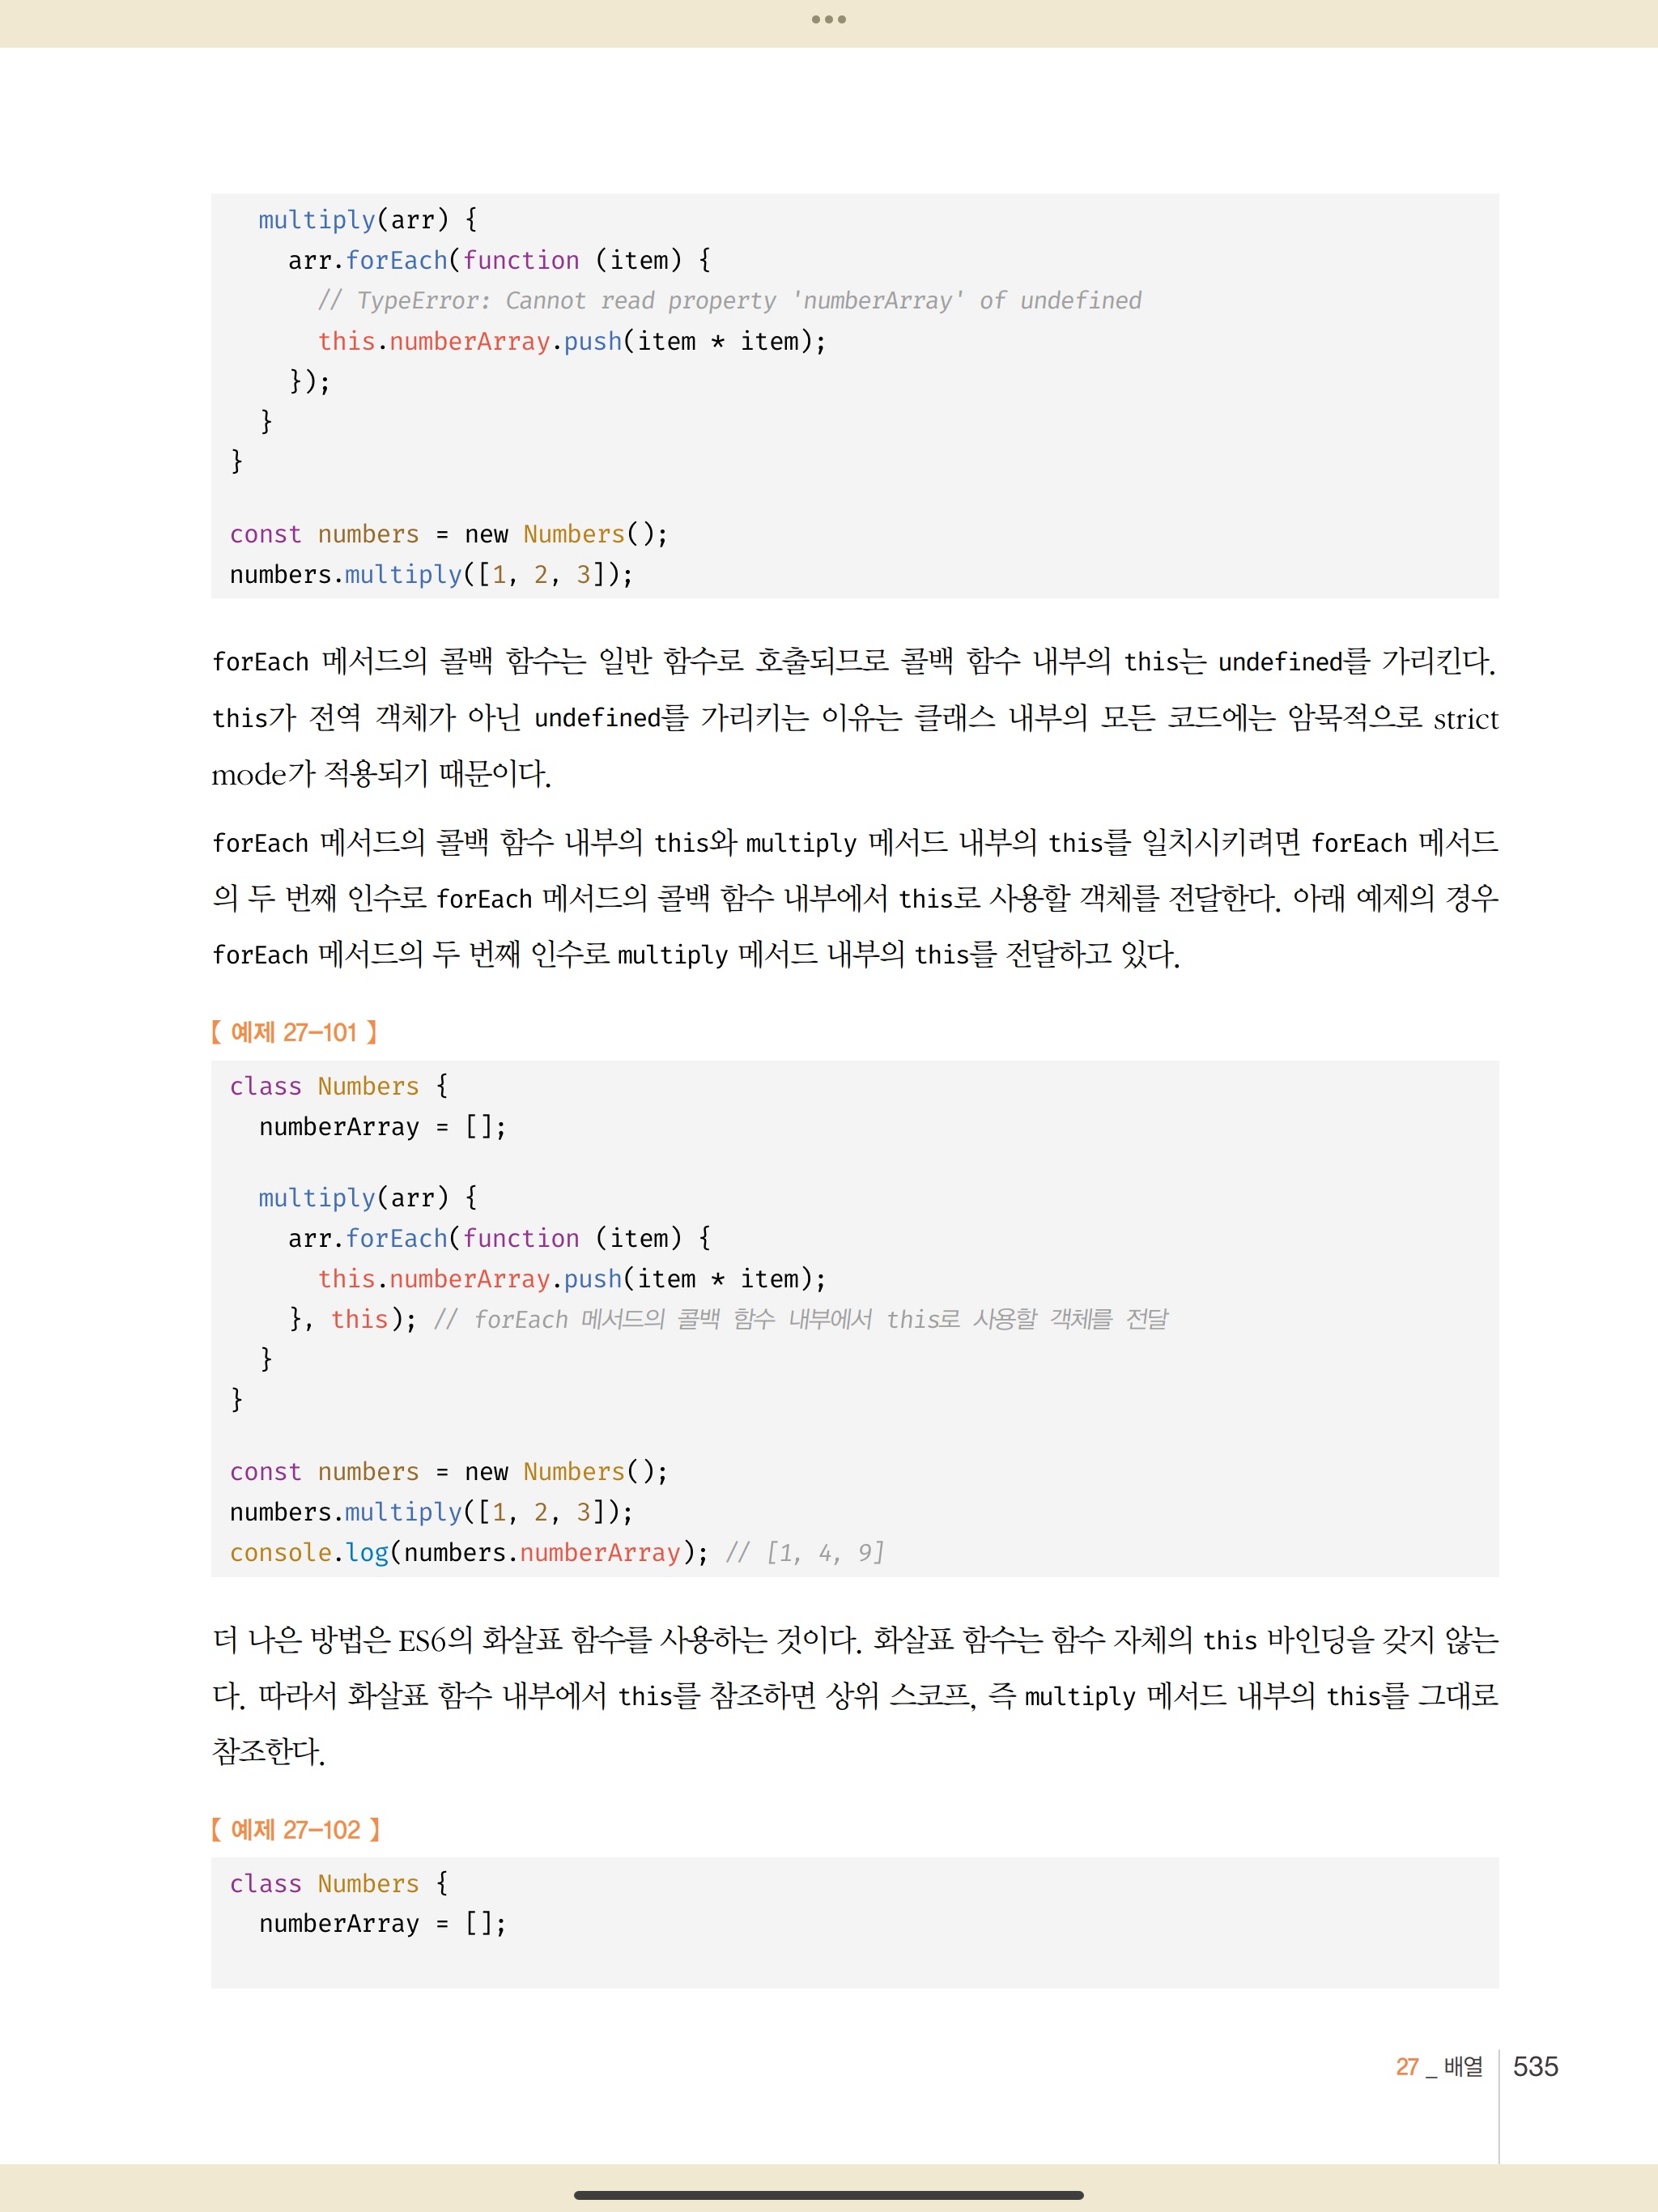 multiply(arr) {
arr.forEach(function (item) {
// TypeError: Cannot read property 'numberArray' of undefined
this.numberArray.push(item * item);
});
}
}
const numbers = new Numbers();
numbers.multiply([1, 2, 3]);
forEach 메서드의 콜백 함수는 일반 함수로 호출되므로 콜백 함수 내부의 this는 undefined를 가리킨다.
this가 전역 객체가 아닌 undefined를 가리키는 이유는 클래스 내부의 모든 코드에는 암묵적으로 strict
mode가 적용되기 때문이다.
forEach 메서드의 콜백 함수 내부의 this와 multiply 메서드 내부의 this를 일치시키려면 forEach 메서드
의 두 번째 인수로 forEach 메서드의 콜백 함수 내부에서 this로 사용할 객체를 전달한다. 아래 예제의 경우
forEach 메서드의 두 번째 인수로 multiply 메서드 내부의 this를 전달하고 있다.
【 예제 27-101 】
class Numbers {
numberArray = [];
multiply(arr) {
arr.forEach(function (item) {
this.numberArray.push(item * item);
}, this); // forEach 메서드의 콜백 함수 내부에서 this로 사용할 객체를 전달
}
}
const numbers = new Numbers();
numbers.multiply([1, 2, 3]);
console.log(numbers.numberArray); // [1, 4, 9]
더 나은 방법은 ES6의 화살표 함수를 사용하는 것이다. 화살표 함수는 함수 자체의 this 바인딩을 갖지 않는
다. 따라서 화살표 함수 내부에서 this를 참조하면 상위 스코프, 즉 multiply 메서드 내부의 this를 그대로
참조한다.
【 예제 27-102 】
class Numbers {
numberArray = [];
27 _ 배열 535